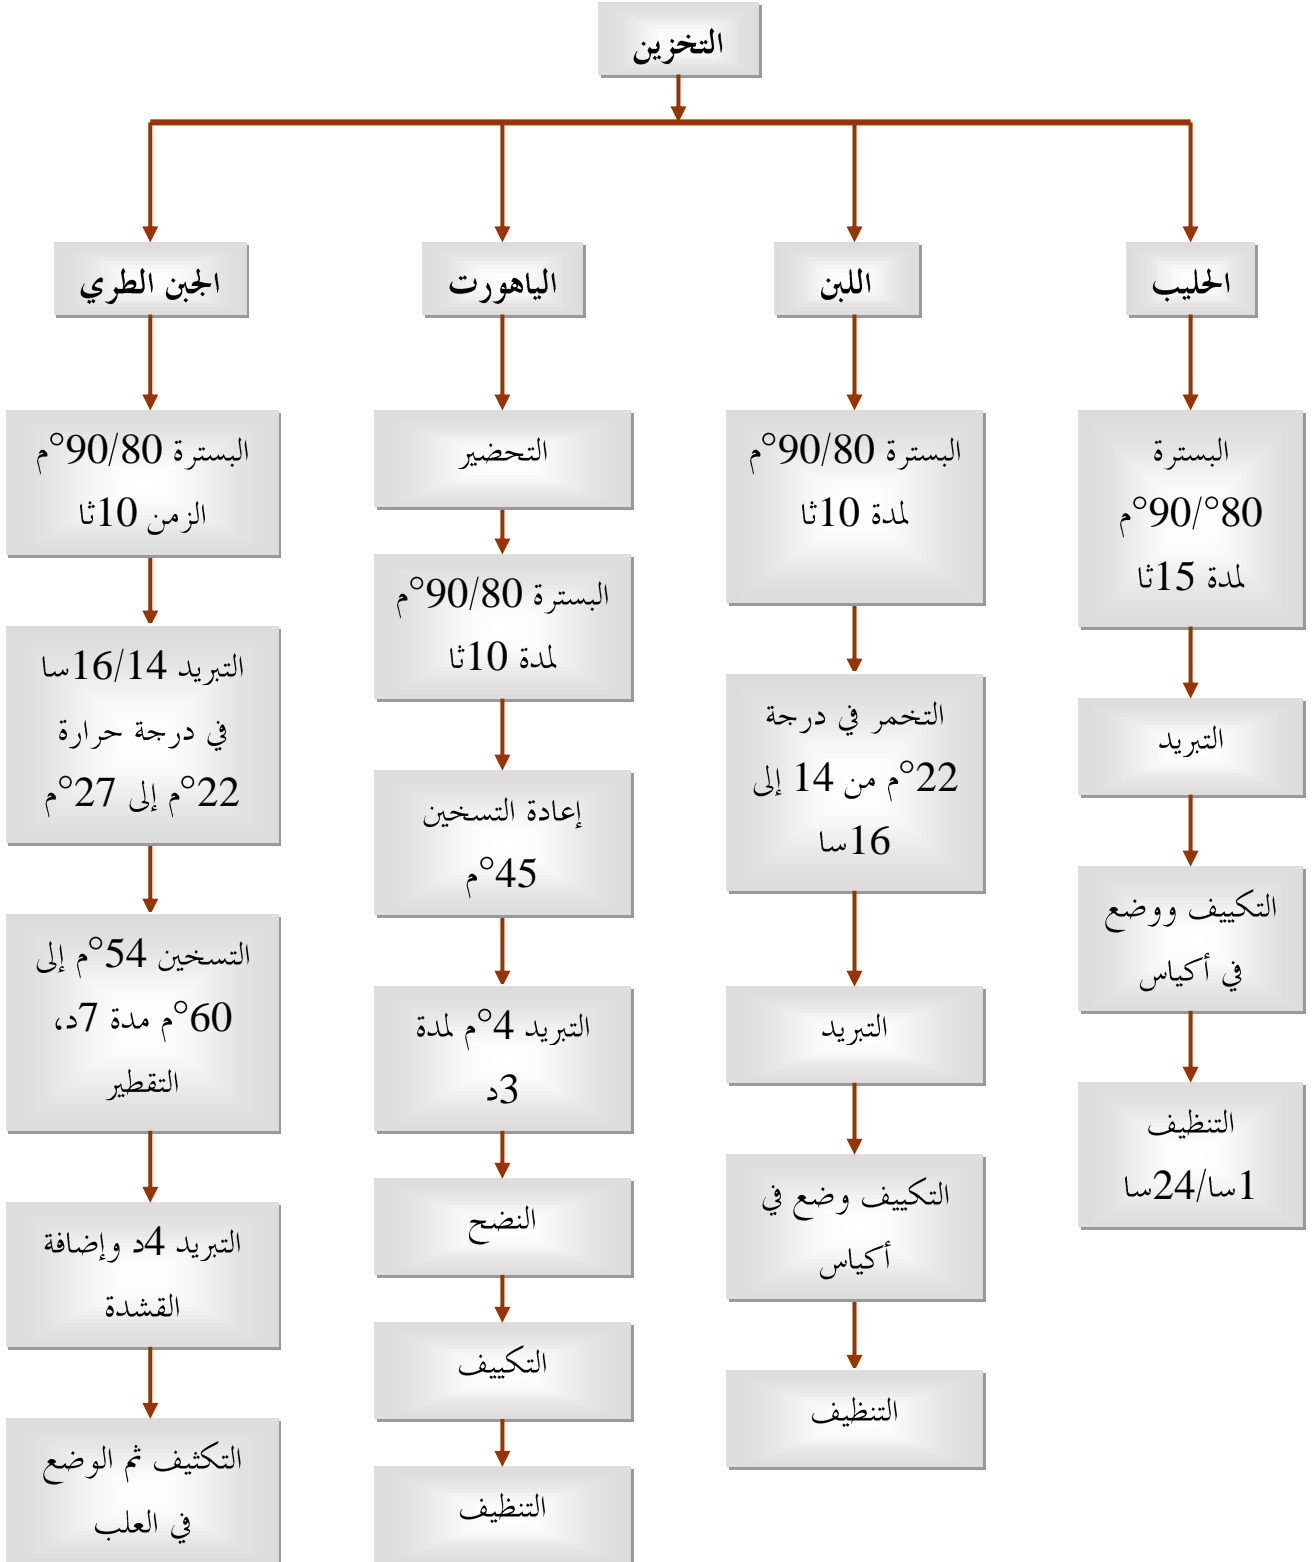 التخزين
الحليب
البسترة
80°/90°م
لمدة 15ثا
التبريد
التكييف ووضع
في أكياس
التنظيف
1سا/24سا
اللبن
البسترة 90/80°م
لمدة 10ثا
التخمر في درجة
22°م من 14 إلى
16سا
التبريد
التكييف وضع في
أكياس
التنظيف
الياهورت
التحضير
البسترة 90/80°م
لمدة 10ثا
إعادة التسخين
45°م
التبريد 4°م لمدة
3د
النضح
التكييف
التنظيف
الجبن الطري
البسترة 90/80°م
الزمن 10ثا
التبريد 16/14سا
في درجة حرارة
22°م إلى 27°م
التسخين 54°م إلى
60°م مدة 7د،
التقطير
التبريد 4د وإضافة
القشدة
التكثيف ثم الوضع
في العلب